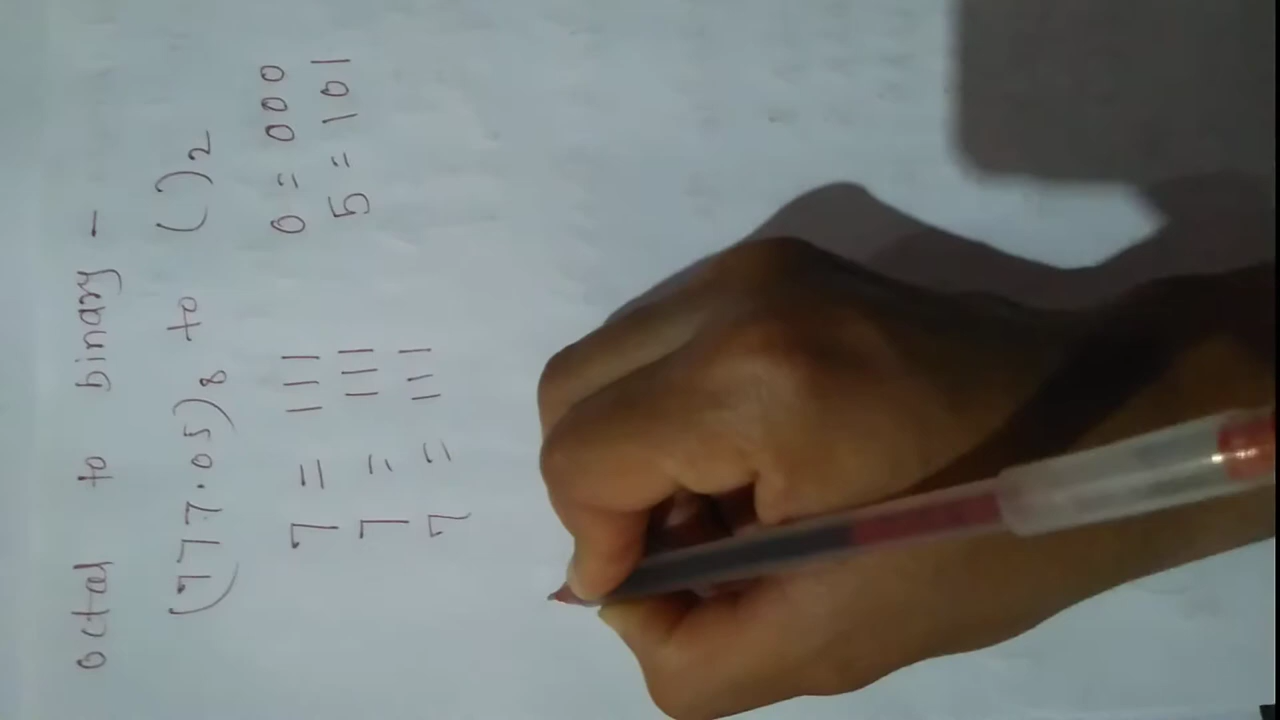 octal to binary -
(777.05)8 to ( )2
7 = 111 0 = 000
7 = 111 5 = 101
7 = 111